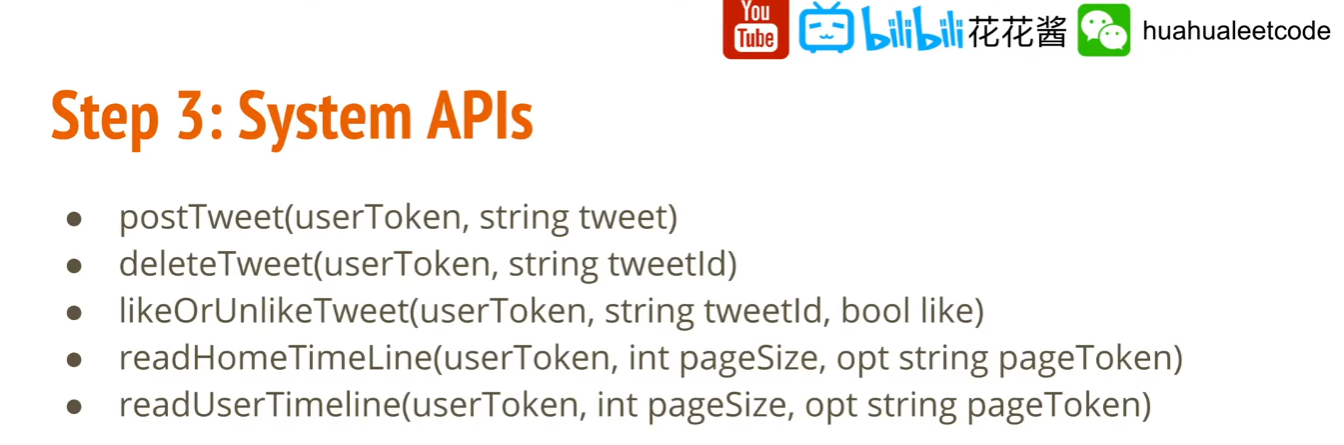 You
Tube
bilibili 花花酱 huahualeetcode
Step 3: System APIs
● postTweet(userToken, string tweet)
● deleteTweet(userToken, string tweetId)
● likeOrUnlikeTweet(userToken, string tweetId, bool like)
● readHomeTimeLine(userToken, int pageSize, opt string pageToken)
● readUserTimeline(userToken, int pageSize, opt string pageToken)